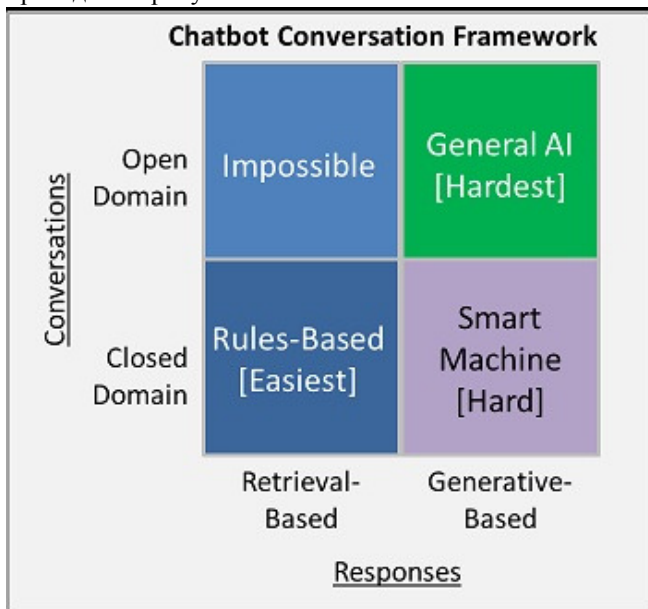 Chatbot Conversation Framework
Conversations
Open
Domain
Impossible
General AI
[Hardest]
Closed
Domain
Rules-Based
[Easiest]
Smart
Machine
[Hard]
Retrieval-
Based
Generative-
Based
Responses